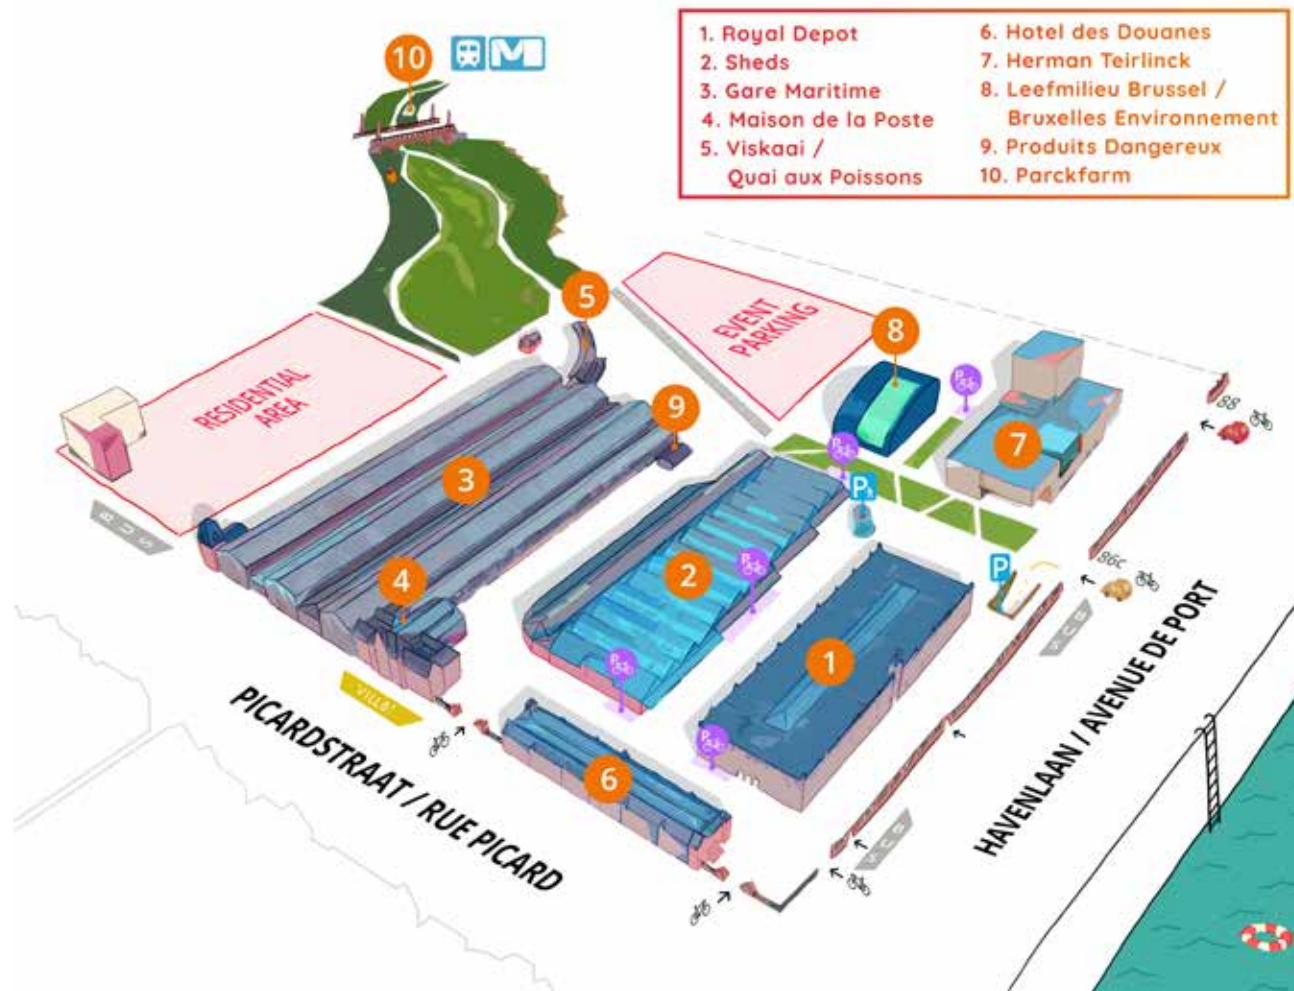 1. Royal Depot
2. Sheds
3. Gare Maritime
4. Maison de la Poste
5. Viskaai /
Quai aux Poissons
6. Hotel des Douanes
7. Herman Teirlinck
8. Leefmilieu Brussel /
Bruxelles Environnement
9. Produits Dangereux
10. Parckfarm
10
M
5
EVENT
PARKING
8
RESIDENTIAL
AREA
P
88
9
7
P
3
P
BUS
P
2
86c
4
P
BUS
1
P
VILLO!
P
6
BUS
PICARDSTRAAT / RUE PICARD
HAVENLAAN / AVENUE DE PORT